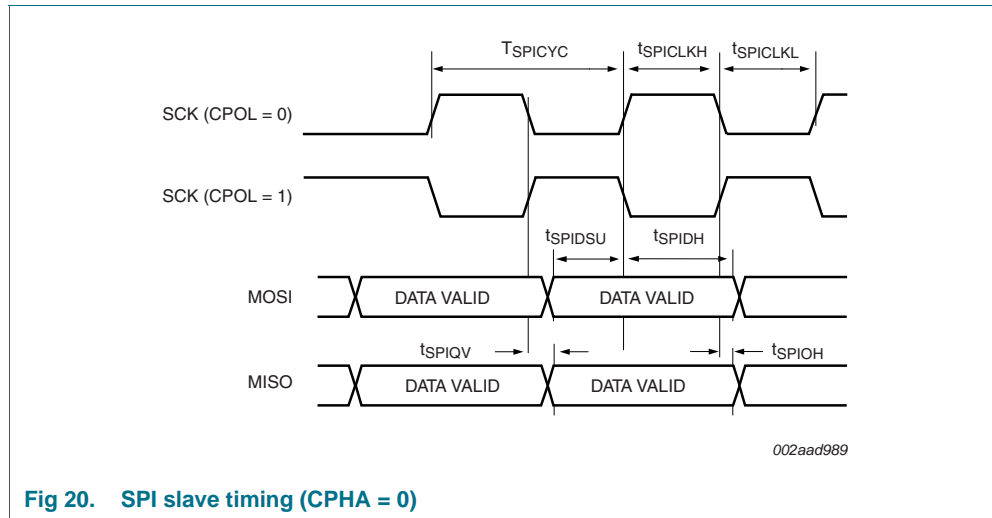 TSPICYC tSPICLKH tSPICLKL
SCK (CPOL = 0)
SCK (CPOL = 1)
tSPIDSU tSPIDH
MOSI DATA VALID DATA VALID
tSPIQV tSPIOH
MISO DATA VALID DATA VALID
002aad989
Fig 20. SPI slave timing (CPHA = 0)